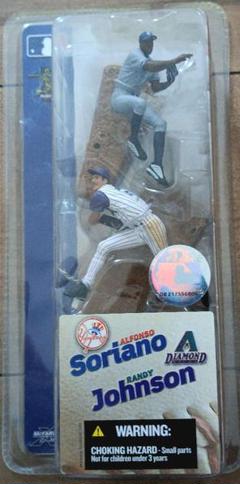 ALFONSO
Soriano
DIAMOND
RANDY
Johnson
WARNING:
CHOKING HAZARD - Small parts
Not for children under 3 years